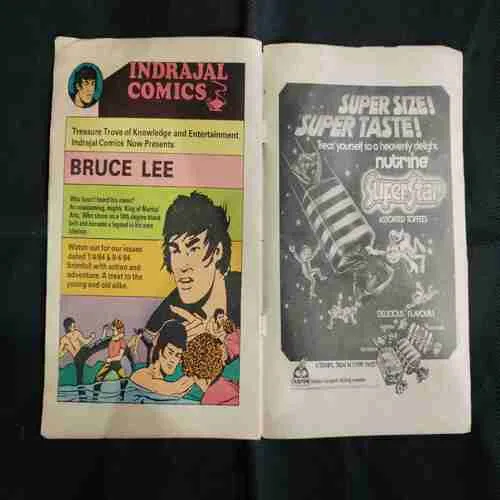 INDRAJAL
COMICS
Treasure Trove of Knowledge and Entertainment
Indrajal Comics Now Presents
BRUCE LEE
Who hasn't heard his name?
An unassuming, mighty 'King of Martial
Arts,' Who shone as a 10th degree black
belt and became a legend in his own
lifetime.
Watch out for our issues
dated 1/4/84 & 8-4-84
Brimfull with action and
adventure. A treat to the
young and old alike.
SUPER SIZE!
SUPER TASTE!
Treat yourself to a heavenly delight
nutrine
SuperStar
ASSORTED TOFFEES
DELICIOUS FLAVOURS